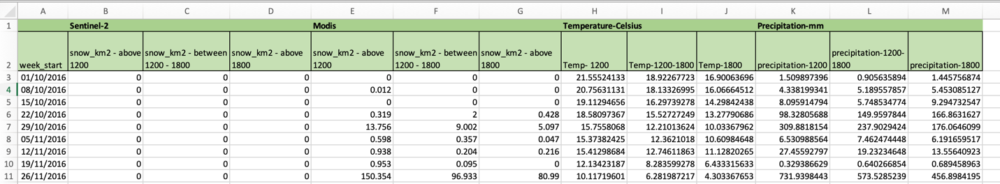 A B C D E F G H I J K L M
1 Sentinel-2 Modis Temperature-Celsius Precipitation-mm
snow_km2 - above snow_km2 - between snow_km2 - above snow_km2 - above snow_km2 - between snow_km2 - above precipitation-1200-
2 week_start 1200 1200 - 1800 1800 1200 1200 - 1800 1800 Temp- 1200 Temp-1200-1800 Temp-1800 precipitation-1200 1800 precipitation-1800
3 01/10/2016 0 0 0 0 0 0 21.55524133 18.92267723 16.90063696 1.509897396 0.905635894 1.445756874
4 08/10/2016 0 0 0 0.012 0 0 20.75631131 18.13326995 16.06664512 4.338199341 5.189557857 5.453085127
5 15/10/2016 0 0 0 0 0 0 19.11294656 16.29739278 14.29842438 8.095914794 5.748534774 9.294732547
6 22/10/2016 0 0 0 0.319 2 0.428 18.58097367 15.52727249 13.27790686 98.32805688 149.9597844 166.8631627
7 29/10/2016 0 0 0 13.756 9.002 5.097 15.7558068 12.21013624 10.03367962 309.8818154 237.9029424 176.0646099
8 05/11/2016 0 0 0 0.598 0.357 0.047 15.37382425 12.3621018 10.60984648 6.530988564 7.462474448 6.191659517
9 12/11/2016 0 0 0 0.938 0.204 0.216 15.41298684 12.74611863 11.12820265 27.45592797 19.23234648 13.55640923
10 19/11/2016 0 0 0 0.953 0.095 0 12.13423187 8.283599278 6.433315633 0.329386629 0.640266854 0.689458963
11 26/11/2016 0 0 0 150.354 96.933 80.99 10.11719601 6.281987217 4.303367653 731.9398443 573.5285239 456.8984195